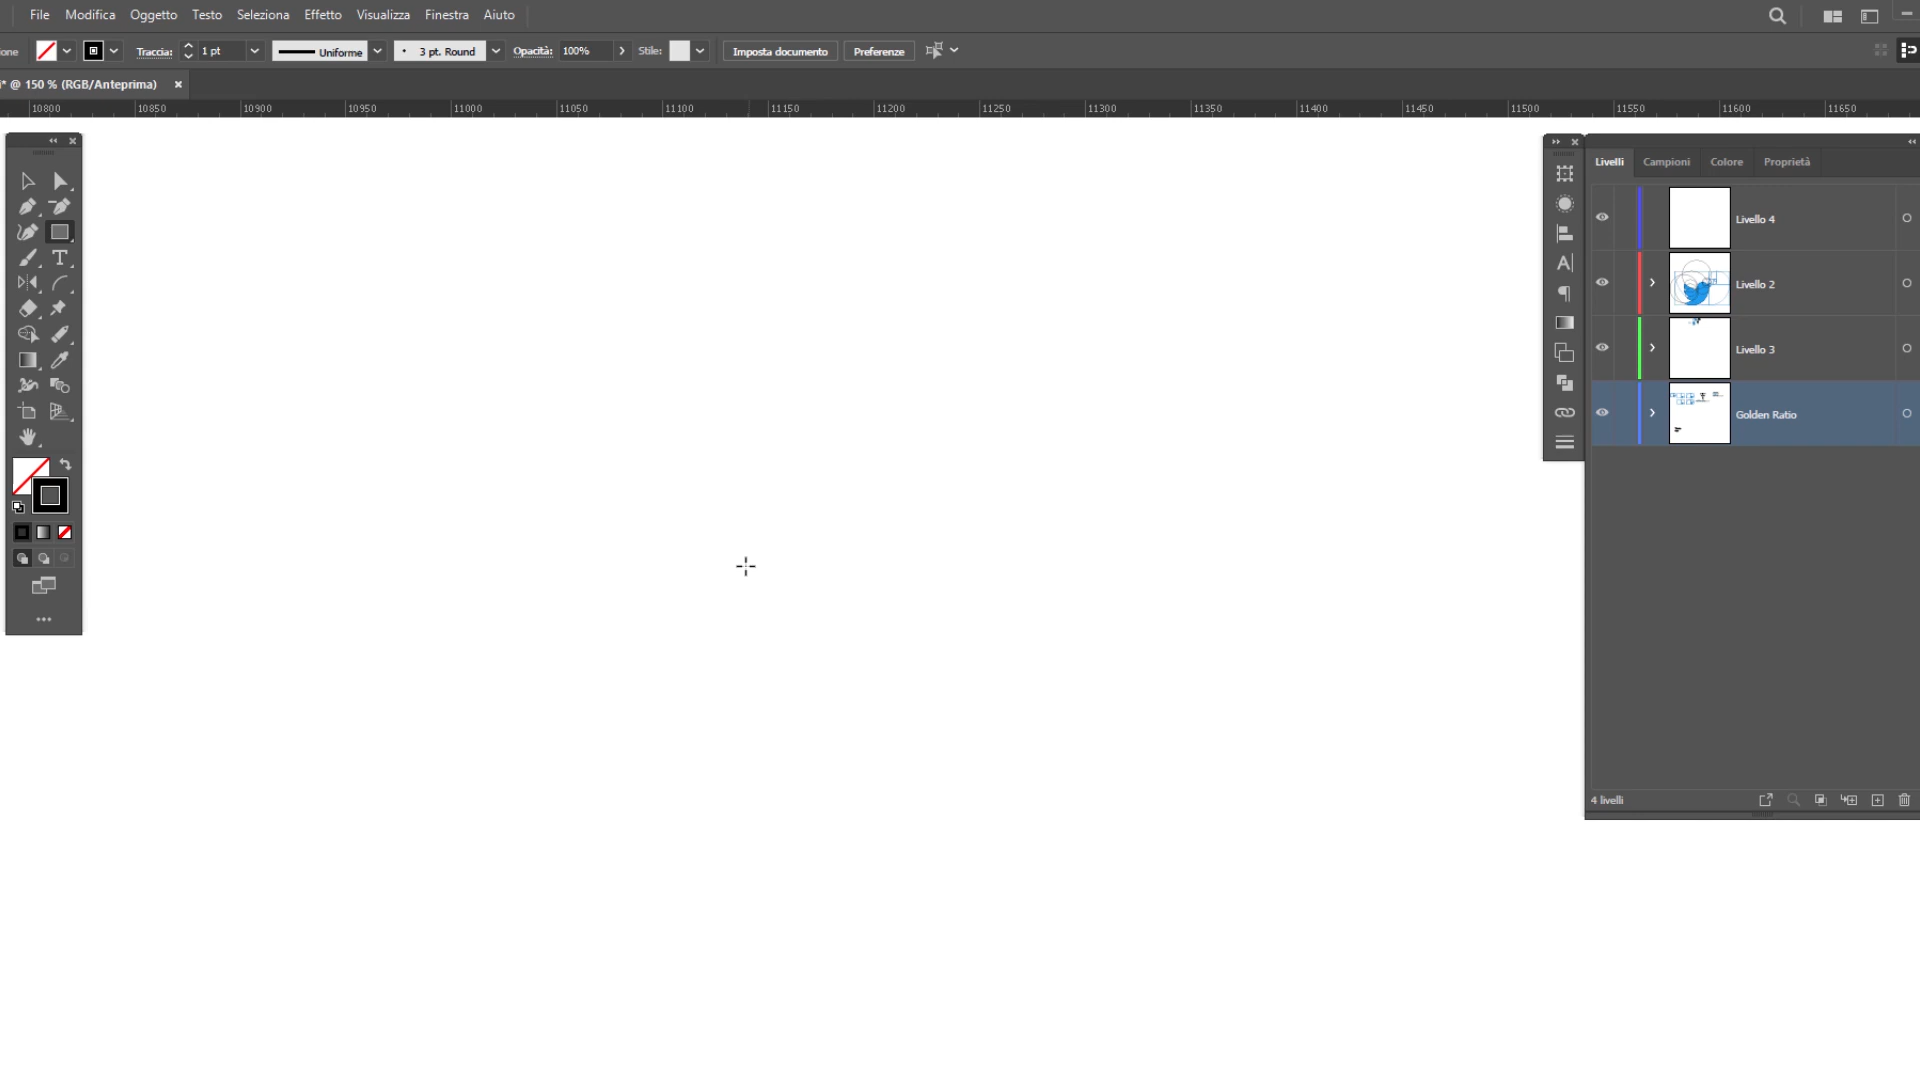 File Modifica Oggetto Testo Seleziona Effetto Visualizza Finestra Aiuto
one Traccia: 1 pt Uniforme 3 pt. Round Opacità: 100% Stile: Imposta documento Preferenze
i* @ 150 % (RGB/Anteprima)
10800 10850 10900 10950 11000 11050 11100 11150 11200 11250 11300 11350 11400 11450 11500 11550 11600 11650
Livelli Campioni Colore Proprietà
Livello 4
Livello 2
Livello 3
Golden Ratio
4 livelli